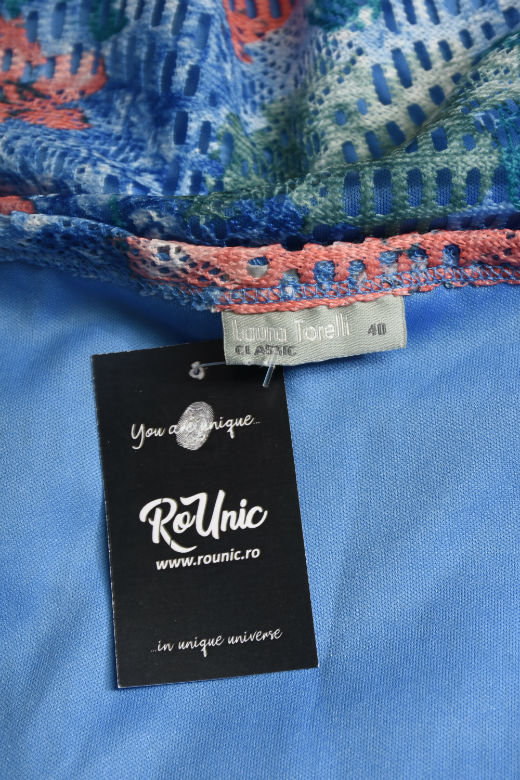 Laura Torelli 40
CLASSIC
You are unique...
RoUnic
www.rounic.ro
...in unique universe